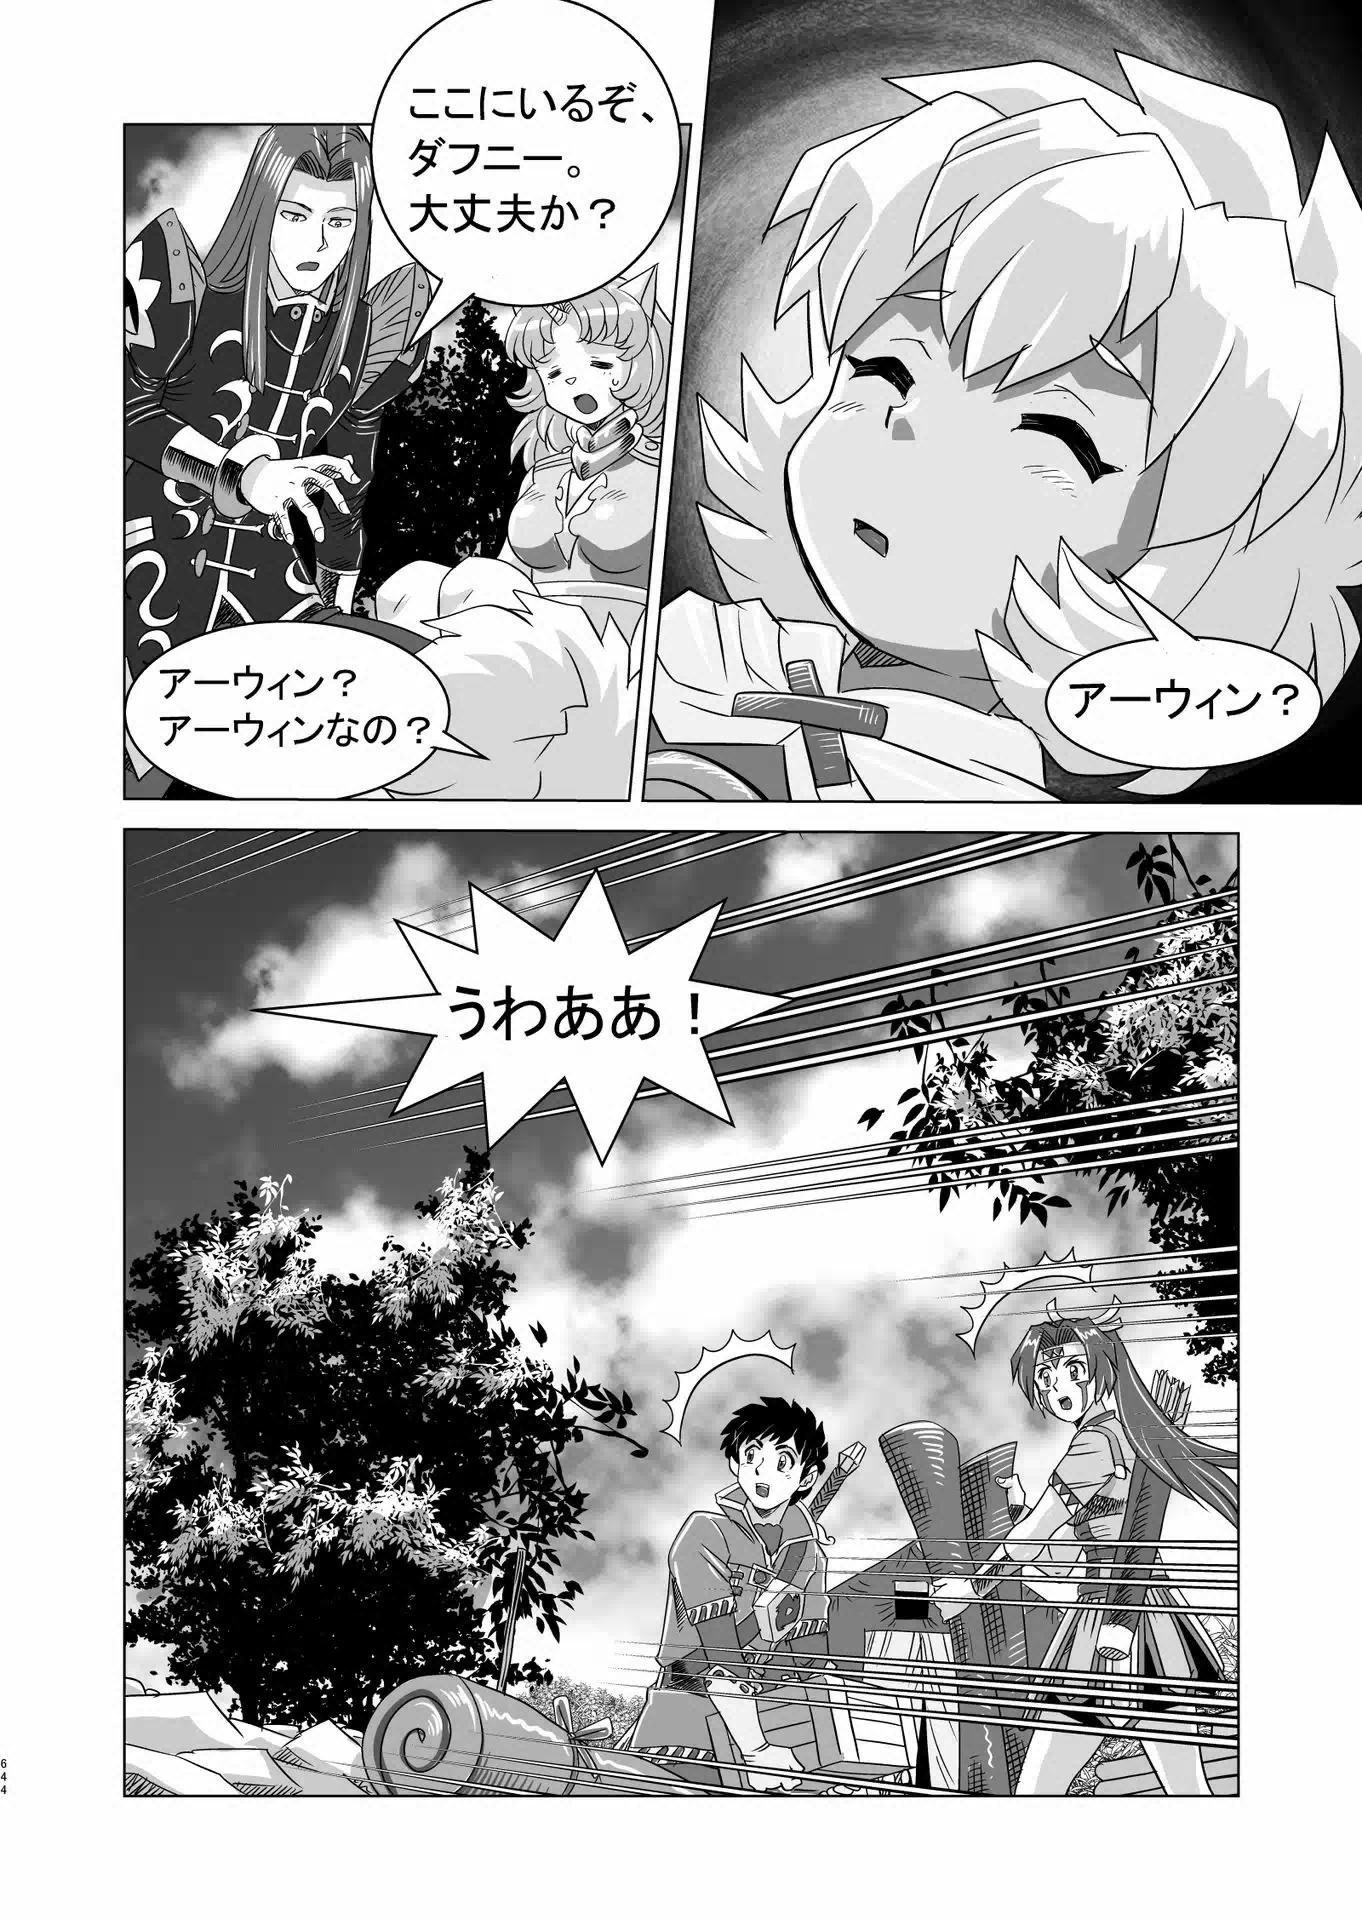 アーウィン？
ここにいるぞ、
ダフニー。
大丈夫か？
アーウィン？
アーウィンなの？
うわああ！
644